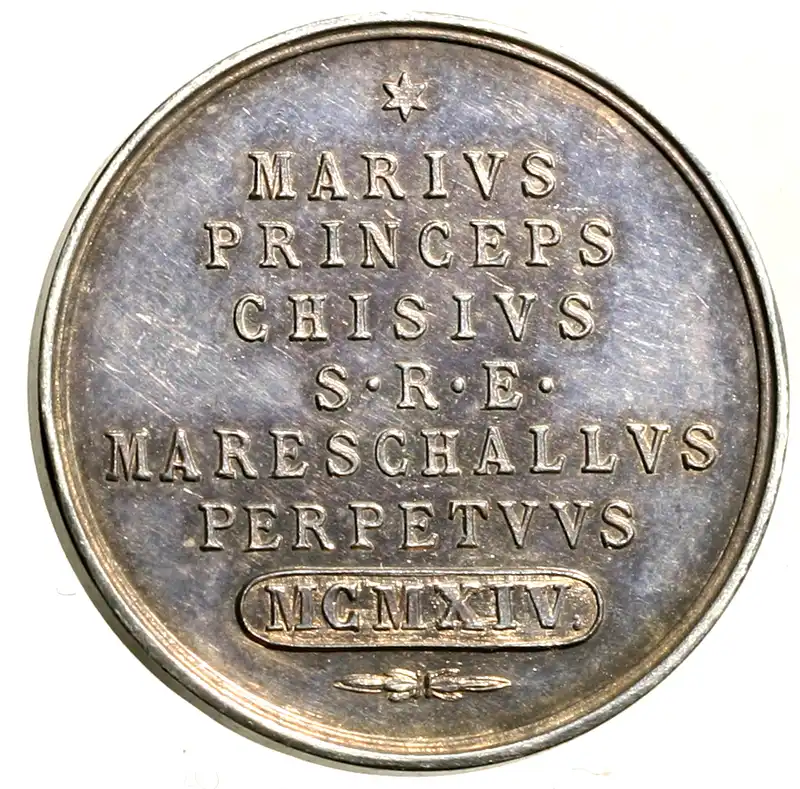 MARIVS
PRINCEPS
CHISIVS
S·R·E·
MARESCHALLVS
PERPETVVS
MCMXIV.